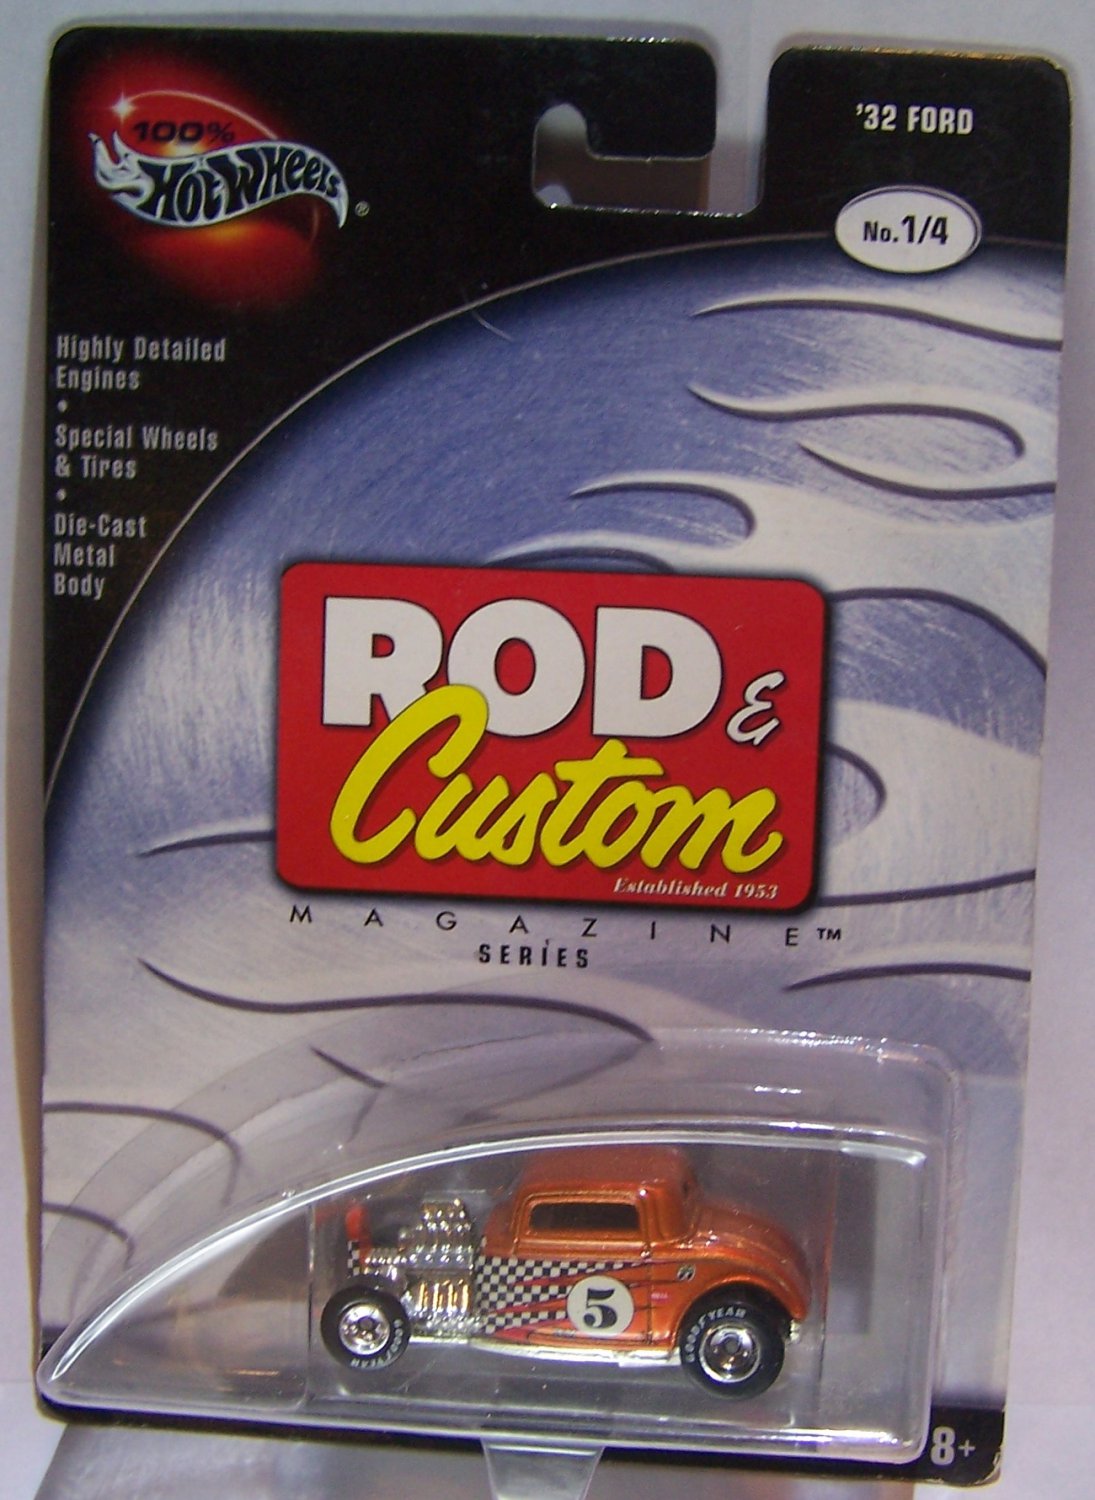 100%
Hot Wheels®
'32 FORD
No.1/4
Highly Detailed
Engines
•
Special Wheels
& Tires
•
Die-Cast
Metal
Body
ROD &
Custom
Established 1953
MAGAZINE™
SERIES
5
GOODYEAR
GOODYEAR
8+